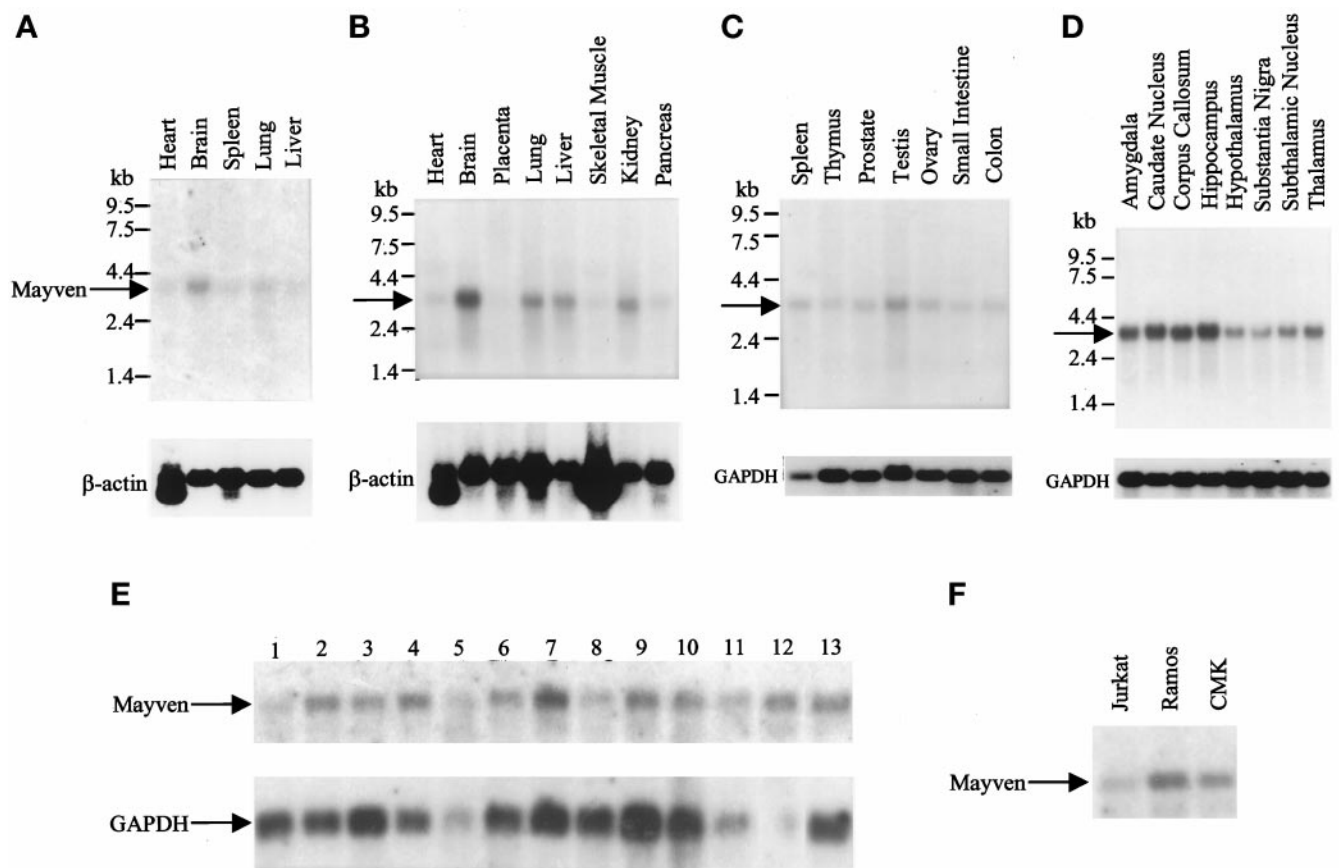 A
Heart
Brain
Spleen
Lung
Liver
kb
9.5
7.5
4.4
Mayven
2.4
1.4
β-actin
B
Heart
Brain
Placenta
Lung
Liver
Skeletal Muscle
Kidney
Pancreas
kb
9.5
7.5
4.4
2.4
1.4
β-actin
C
Spleen
Thymus
Prostate
Testis
Ovary
Small Intestine
Colon
kb
9.5
7.5
4.4
2.4
1.4
GAPDH
D
Amygdala
Caudate Nucleus
Corpus Callosum
Hippocampus
Hypothalamus
Substantia Nigra
Subthalamic Nucleus
Thalamus
kb
9.5
7.5
4.4
2.4
1.4
GAPDH
E
1 2 3 4 5 6 7 8 9 10 11 12 13
Mayven
GAPDH
F
Jurkat
Ramos
CMK
Mayven